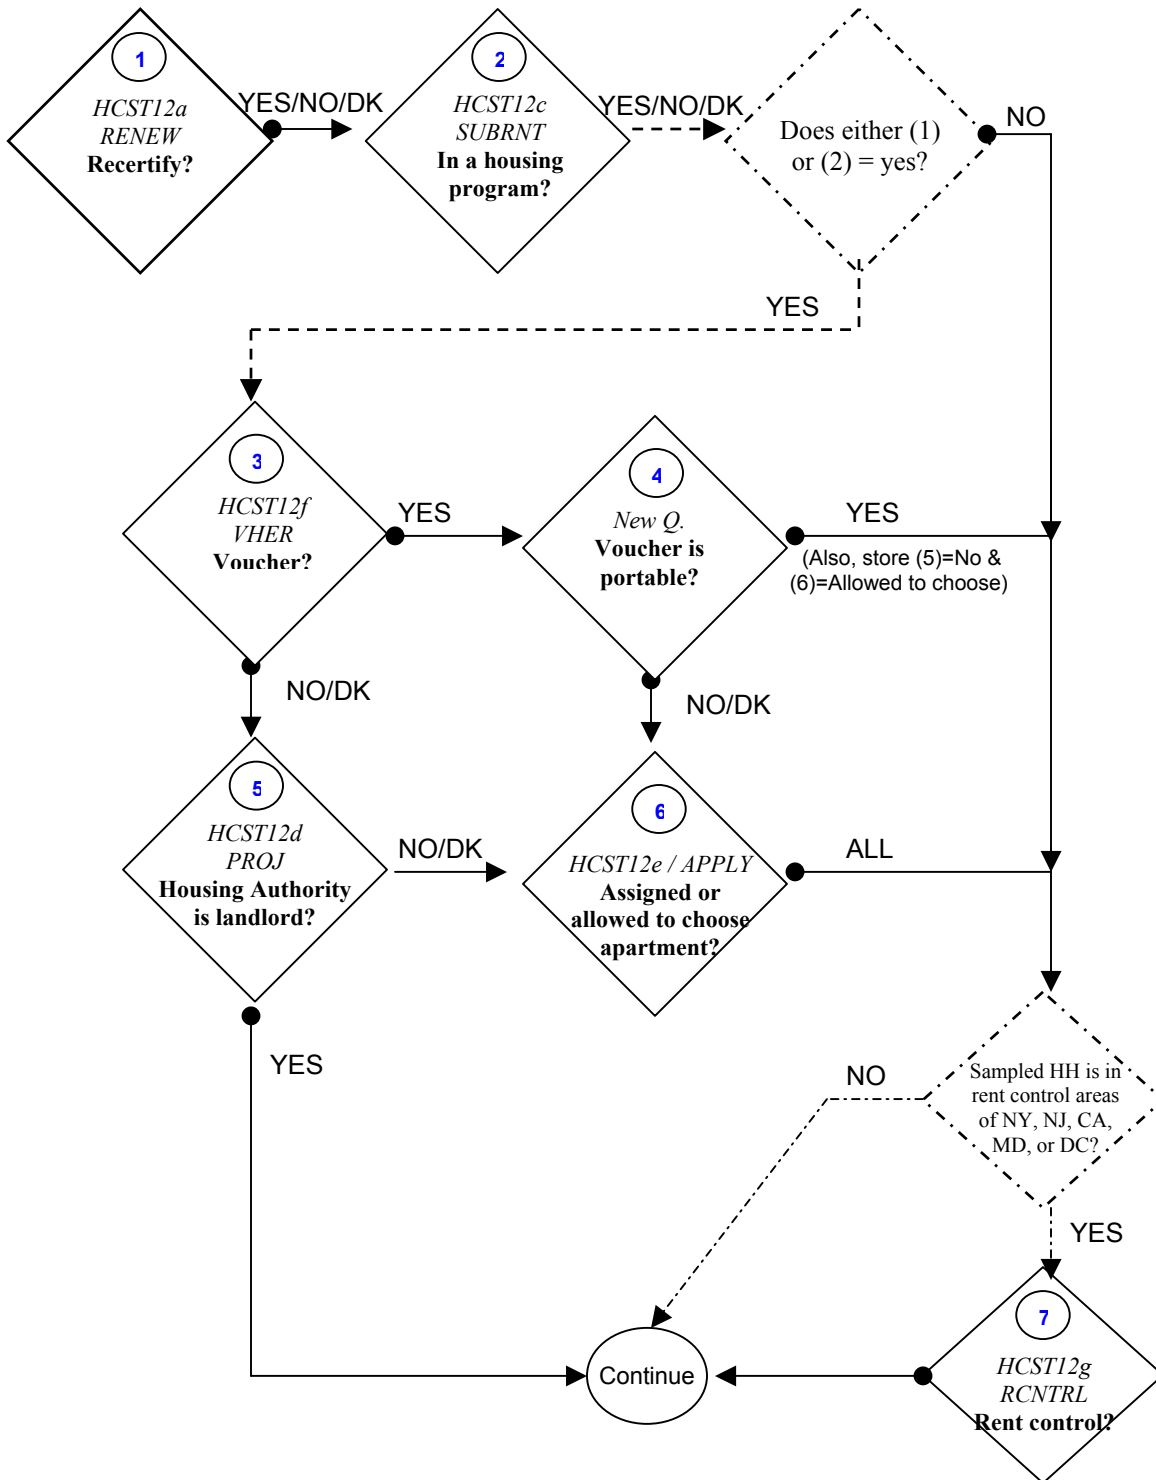 1
HCST12a
RENEW
Recertify?
YES/NO/DK
2
HCST12c
SUBRNT
In a housing
program?
YES/NO/DK
Does either (1)
or (2) = yes?
NO
YES
3
HCST12f
VHER
Voucher?
YES
4
New Q.
Voucher is
portable?
YES
(Also, store (5)=No &
(6)=Allowed to choose)
NO/DK
NO/DK
5
HCST12d
PROJ
Housing Authority
is landlord?
NO/DK
6
HCST12e / APPLY
Assigned or
allowed to choose
apartment?
ALL
YES
Sampled HH is in
rent control areas
of NY, NJ, CA,
MD, or DC?
NO
YES
7
HCST12g
RCNTRL
Rent control?
Continue